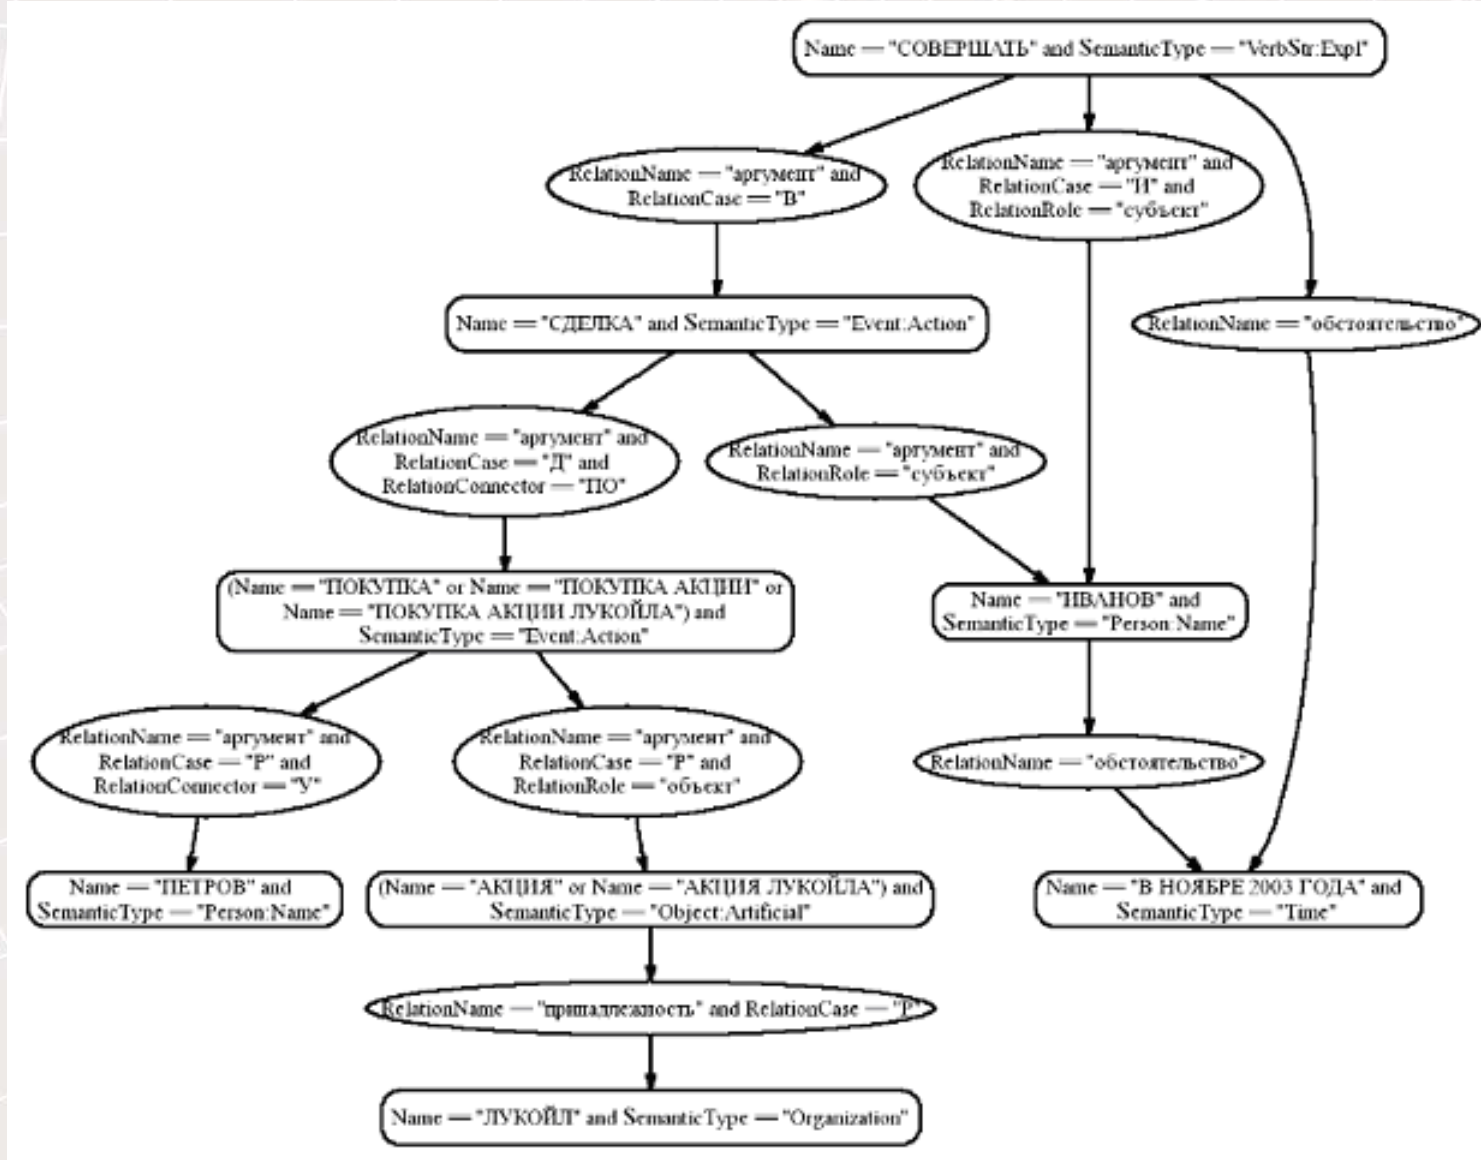 Name == "СОВЕРШАТЬ" and SemanticType == "VerbStr:Expl"
RelationName == "аргумент" and
RelationCase == "В"
RelationName == "аргумент" and
RelationCase == "И" and
RelationRole == "субъект"
Name == "СДЕЛКА" and SemanticType == "Event:Action"
RelationName == "обстоятельство"
RelationName == "аргумент" and
RelationCase == "Д" and
RelationConnector == "ПО"
RelationName == "аргумент" and
RelationRole == "субъект"
(Name == "ПОКУПКА" or Name == "ПОКУПКА АКЦИИ" or
Name == "ПОКУПКА АКЦИИ ЛУКОЙЛА") and
SemanticType == "Event:Action"
Name == "ИВАНОВ" and
SemanticType == "Person:Name"
RelationName == "аргумент" and
RelationCase == "Р" and
RelationConnector == "У"
RelationName == "аргумент" and
RelationCase == "Р" and
RelationRole == "объект"
RelationName == "обстоятельство"
Name == "ПЕТРОВ" and
SemanticType == "Person:Name"
(Name == "АКЦИЯ" or Name == "АКЦИЯ ЛУКОЙЛА") and
SemanticType == "Object:Artificial"
Name == "В НОЯБРЕ 2003 ГОДА" and
SemanticType == "Time"
RelationName == "принадлежность" and RelationCase == "Р"
Name == "ЛУКОЙЛ" and SemanticType == "Organization"